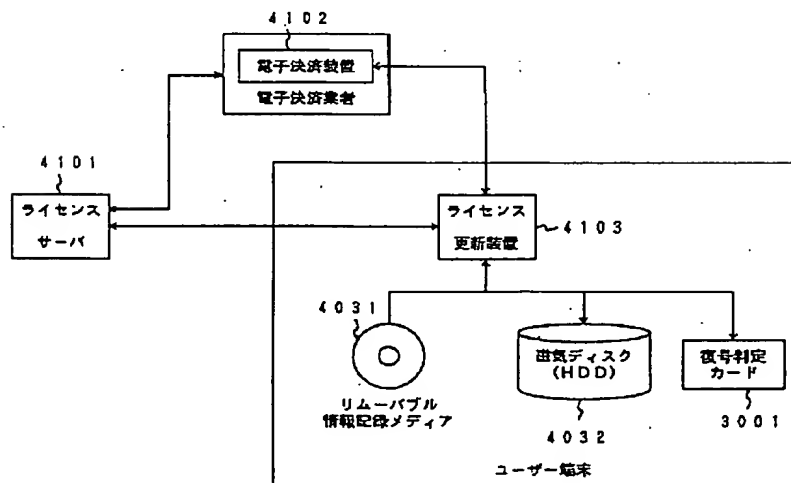 4102
電子決済装置
電子決済業者
4101
ライセンス
サーバ
ライセンス
更新装置
4103
4031
リムーバブル
情報記録メディア
磁気ディスク
(HDD)
4032
復号判定
カード
3001
ユーザー端末